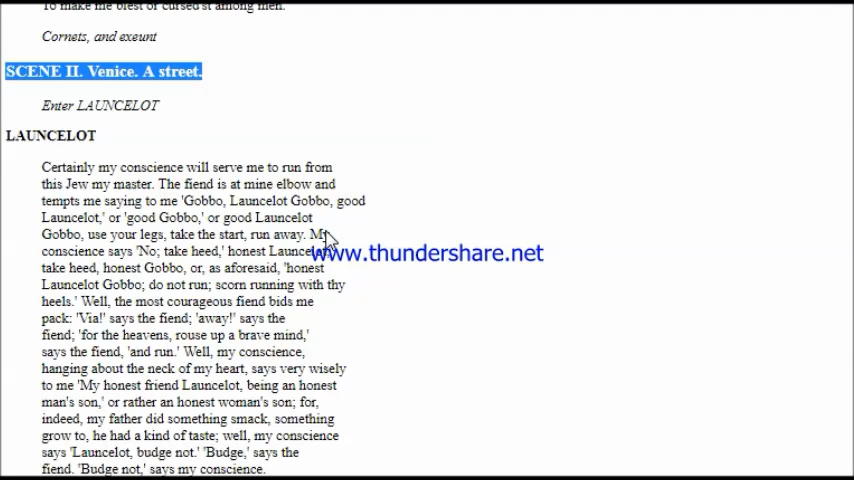 To make me blest or cursed'st among men.
Cornets, and exeunt
SCENE II. Venice. A street.
Enter LAUNCELOT
LAUNCELOT
Certainly my conscience will serve me to run from
this Jew my master. The fiend is at mine elbow and
tempts me saying to me 'Gobbo, Launcelot Gobbo, good
Launcelot,' or 'good Gobbo,' or good Launcelot
Gobbo, use your legs, take the start, run away. My
conscience says 'No; take heed,' honest Launcelot;
www.thundershare.net
take heed, honest Gobbo, or, as aforesaid, 'honest
Launcelot Gobbo; do not run; scorn running with thy
heels.' Well, the most courageous fiend bids me
pack: 'Via!' says the fiend; 'away!' says the
fiend; 'for the heavens, rouse up a brave mind,'
says the fiend, 'and run.' Well, my conscience,
hanging about the neck of my heart, says very wisely
to me 'My honest friend Launcelot, being an honest
man's son,' or rather an honest woman's son; for,
indeed, my father did something smack, something
grow to, he had a kind of taste; well, my conscience
says 'Launcelot, budge not.' 'Budge,' says the
fiend. 'Budge not,' says my conscience.